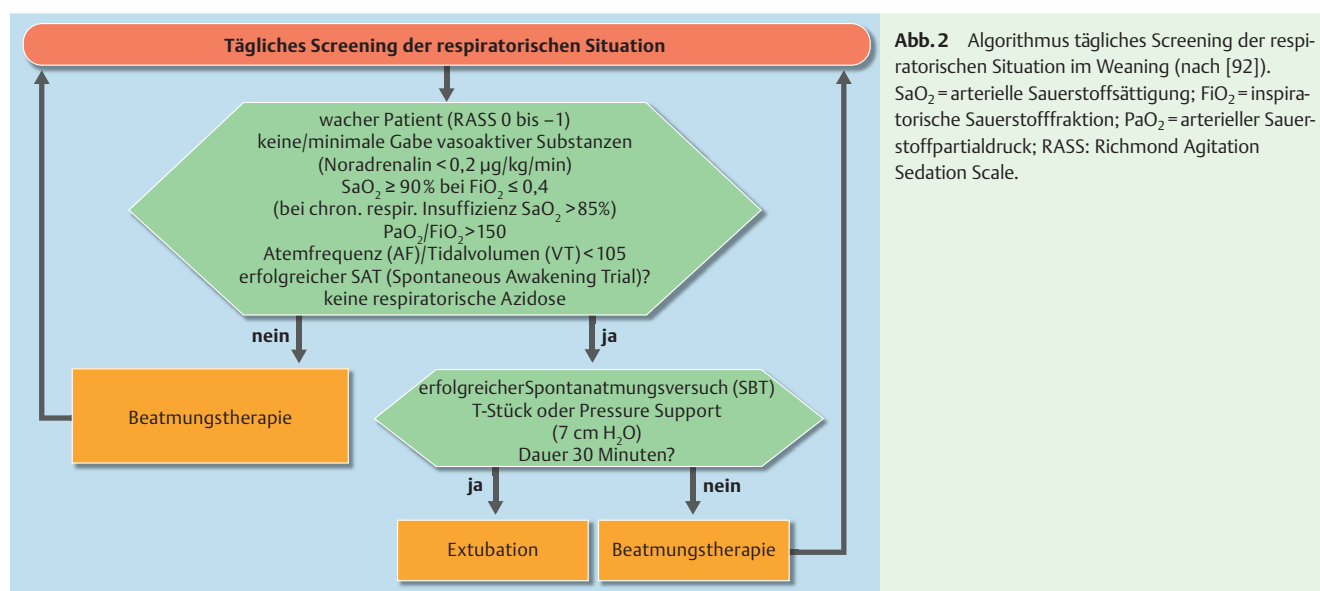 Tägliches Screening der respiratorischen Situation
wacher Patient (RASS 0 bis −1)
keine/minimale Gabe vasoaktiver Substanzen
(Noradrenalin < 0,2 µg/kg/min)
SaO₂ ≥ 90 % bei FiO₂ ≤ 0,4
(bei chron. respir. Insuffizienz SaO₂ >85%)
PaO₂/FiO₂>150
Atemfrequenz (AF)/Tidalvolumen (VT)<105
erfolgreicher SAT (Spontaneous Awakening Trial)?
keine respiratorische Azidose
nein
ja
Beatmungstherapie
erfolgreicherSpontanatmungsversuch (SBT)
T-Stück oder Pressure Support
(7 cm H₂O)
Dauer 30 Minuten?
ja
nein
Extubation
Beatmungstherapie
Abb. 2 Algorithmus tägliches Screening der respi-
ratorischen Situation im Weaning (nach [92]).
SaO₂ = arterielle Sauerstoffsättigung; FiO₂ = inspira-
torische Sauerstofffraktion; PaO₂ = arterieller Sauer-
stoffpartialdruck; RASS: Richmond Agitation
Sedation Scale.